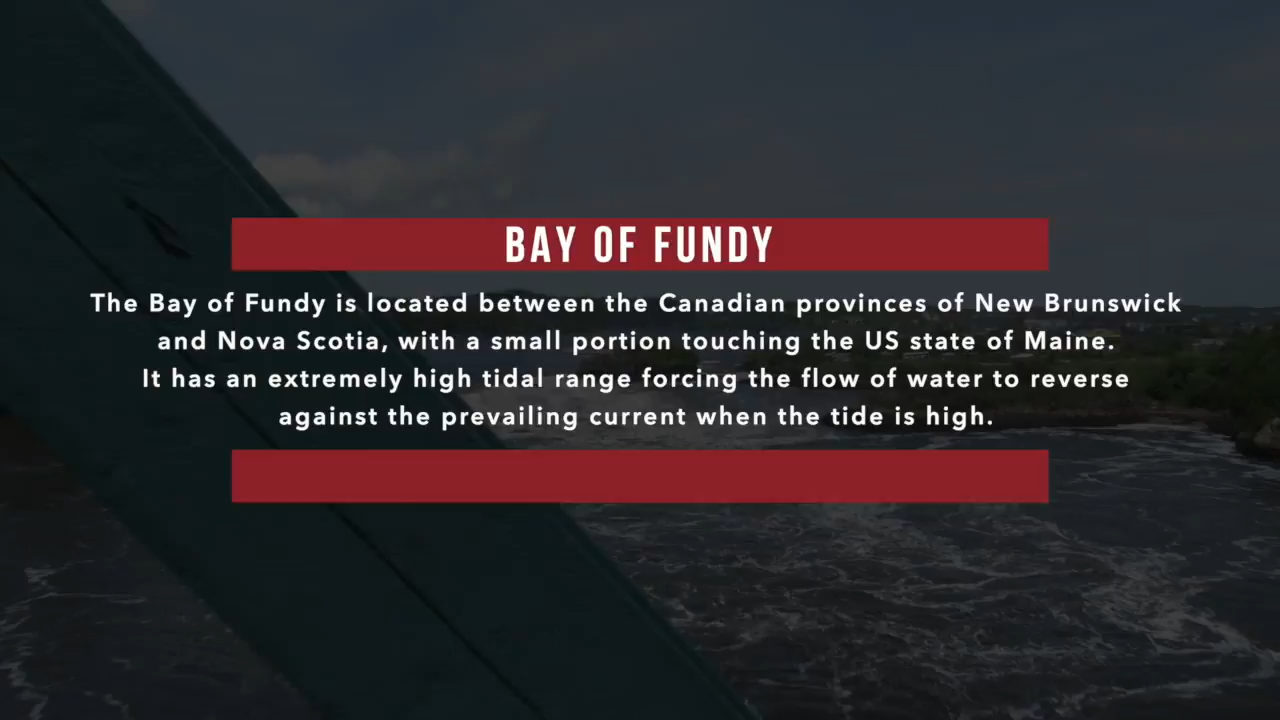 BAY OF FUNDY
The Bay of Fundy is located between the Canadian provinces of New Brunswick
and Nova Scotia, with a small portion touching the US state of Maine.
It has an extremely high tidal range forcing the flow of water to reverse
against the prevailing current when the tide is high.